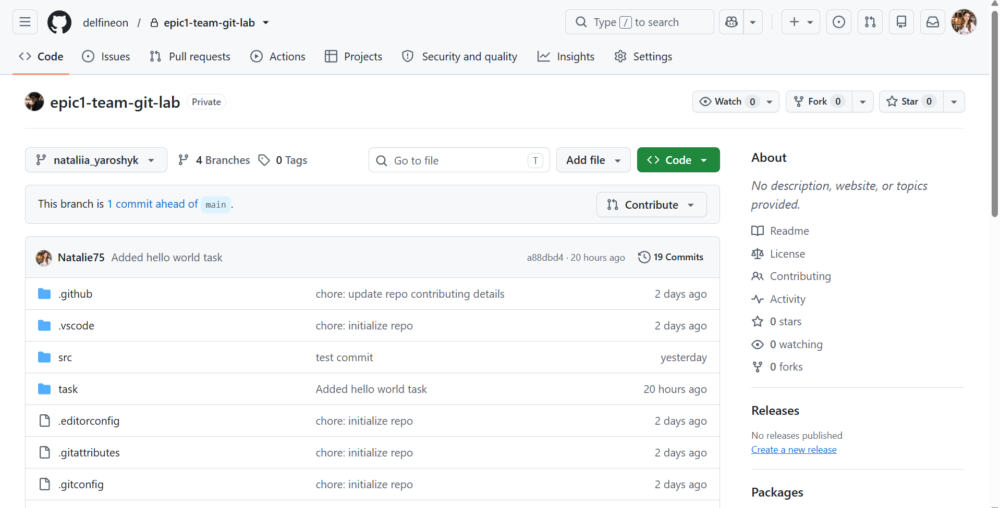 delfineon / epic1-team-git-lab
Type / to search
Code Issues Pull requests Actions Projects Security and quality Insights Settings
epic1-team-git-lab Private
Watch 0 Fork 0 Star 0
nataliia_yaroshyk 4 Branches 0 Tags Go to file T Add file Code
This branch is 1 commit ahead of main .
Contribute
Natalie75 Added hello world task a88dbd4 · 20 hours ago 19 Commits
.github chore: update repo contributing details 2 days ago
.vscode chore: initialize repo 2 days ago
src test commit yesterday
task Added hello world task 20 hours ago
.editorconfig chore: initialize repo 2 days ago
.gitattributes chore: initialize repo 2 days ago
.gitconfig chore: initialize repo 2 days ago
About
No description, website, or topics
provided.
Readme
License
Contributing
Activity
0 stars
0 watching
0 forks
Releases
No releases published
Create a new release
Packages